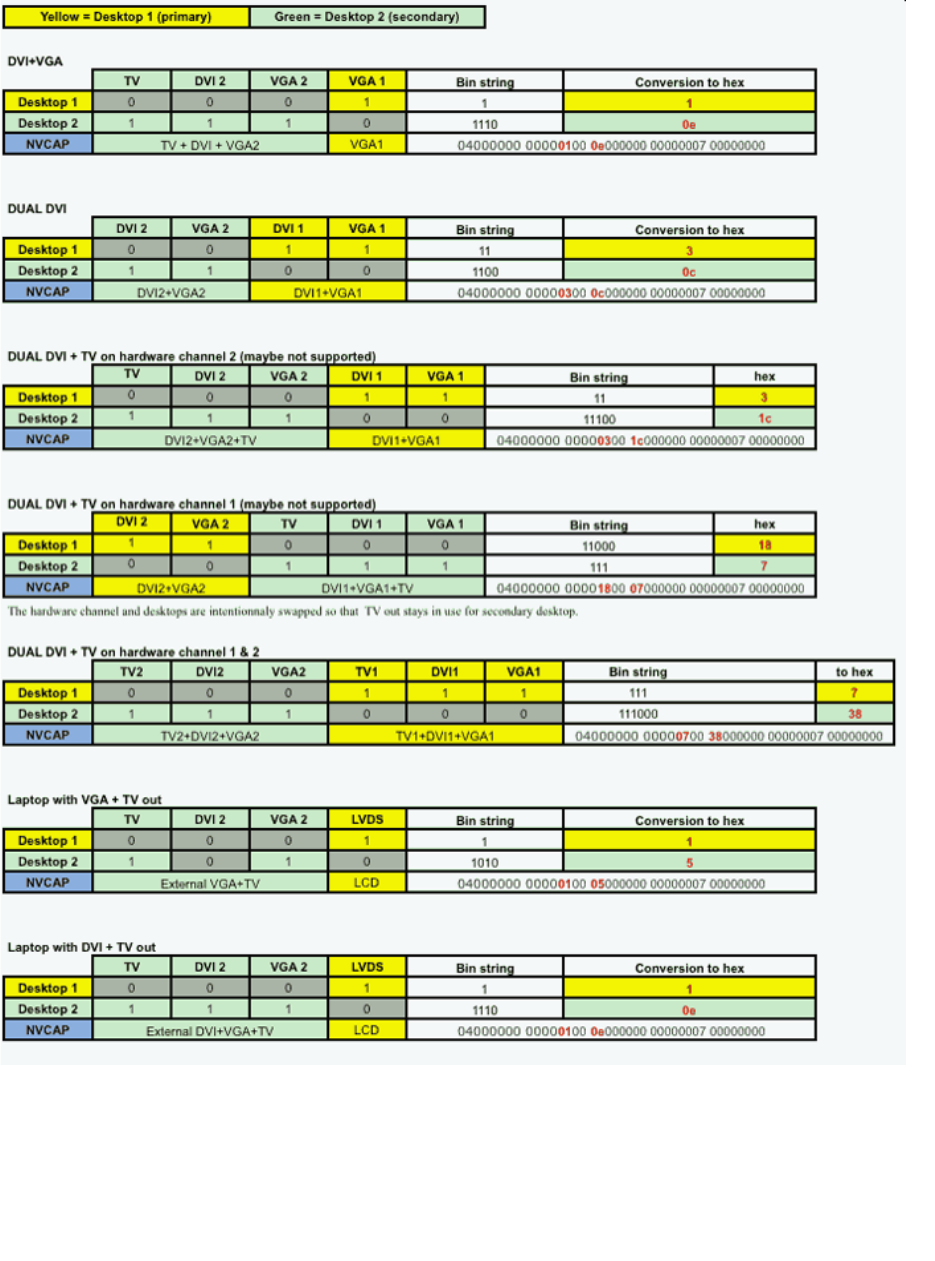 Yellow = Desktop 1 (primary) Green = Desktop 2 (secondary)
DVI+VGA
TV DVI 2 VGA 2 VGA 1 Bin string Conversion to hex
Desktop 1 0 0 0 1 1 1
Desktop 2 1 1 1 0 1110 0e
NVCAP TV + DVI + VGA2 VGA1 04000000 00000100 0e000000 00000007 00000000
DUAL DVI
DVI 2 VGA 2 DVI 1 VGA 1 Bin string Conversion to hex
Desktop 1 0 0 1 1 11 3
Desktop 2 1 1 0 0 1100 0c
NVCAP DVI2+VGA2 DVI1+VGA1 04000000 00000300 0c000000 00000007 00000000
DUAL DVI + TV on hardware channel 2 (maybe not supported)
TV DVI 2 VGA 2 DVI 1 VGA 1 Bin string hex
Desktop 1 0 0 0 1 1 11 3
Desktop 2 1 1 1 0 0 11100 1c
NVCAP DVI2+VGA2+TV DVI1+VGA1 04000000 00000300 1c000000 00000007 00000000
DUAL DVI + TV on hardware channel 1 (maybe not supported)
DVI 2 VGA 2 TV DVI 1 VGA 1 Bin string hex
Desktop 1 1 1 0 0 0 11000 18
Desktop 2 0 0 1 1 1 111 7
NVCAP DVI2+VGA2 DVI1+VGA1+TV 04000000 00001800 07000000 00000007 00000000
The hardware channel and desktops are intentionnaly swapped so that TV out stays in use for secondary desktop.
DUAL DVI + TV on hardware channel 1 & 2
TV2 DVI2 VGA2 TV1 DVI1 VGA1 Bin string to hex
Desktop 1 0 0 0 1 1 1 111 7
Desktop 2 1 1 1 0 0 0 111000 38
NVCAP TV2+DVI2+VGA2 TV1+DVI1+VGA1 04000000 00000700 38000000 00000007 00000000
Laptop with VGA + TV out
TV DVI 2 VGA 2 LVDS Bin string Conversion to hex
Desktop 1 0 0 0 1 1 1
Desktop 2 1 0 1 0 1010 5
NVCAP External VGA+TV LCD 04000000 00000100 05000000 00000007 00000000
Laptop with DVI + TV out
TV DVI 2 VGA 2 LVDS Bin string Conversion to hex
Desktop 1 0 0 0 1 1 1
Desktop 2 1 1 1 0 1110 0e
NVCAP External DVI+VGA+TV LCD 04000000 00000100 0e000000 00000007 00000000